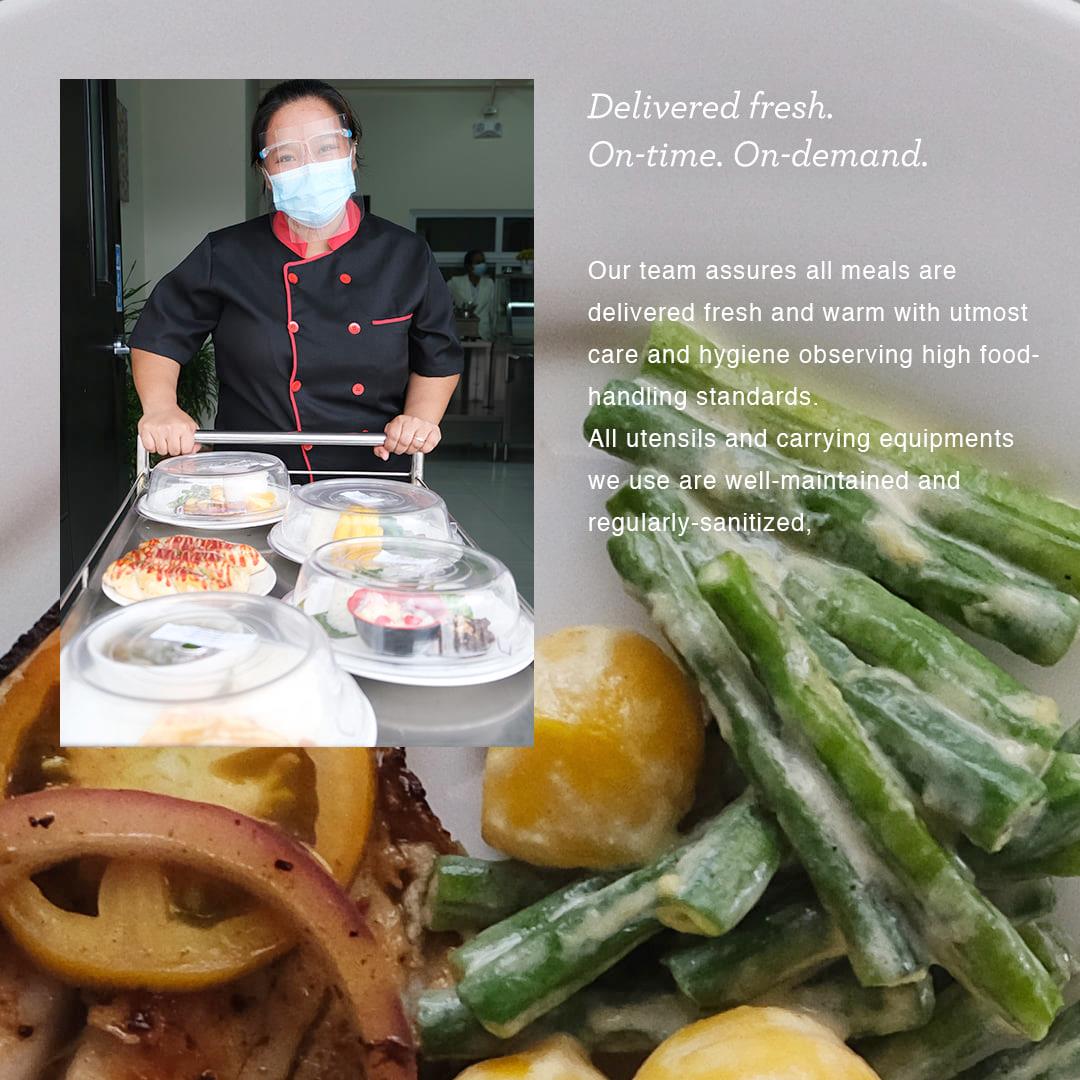 Delivered fresh.
On-time. On-demand.
Our team assures all meals are
delivered fresh and warm with utmost
care and hygiene observing high food-
handling standards.
All utensils and carrying equipments
we use are well-maintained and
regularly-sanitized,